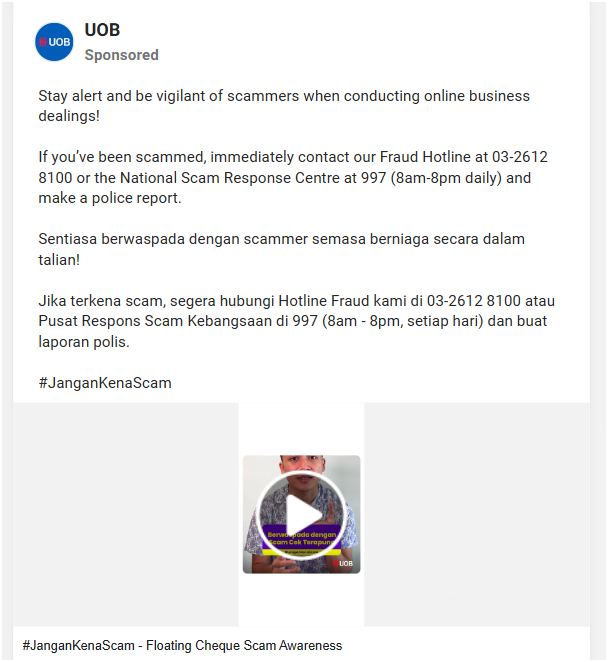 UOB
UOB
Sponsored
Stay alert and be vigilant of scammers when conducting online business
dealings!
If you’ve been scammed, immediately contact our Fraud Hotline at 03-2612
8100 or the National Scam Response Centre at 997 (8am-8pm daily) and
make a police report.
Sentiasa berwaspada dengan scammer semasa berniaga secara dalam
talian!
Jika terkena scam, segera hubungi Hotline Fraud kami di 03-2612 8100 atau
Pusat Respons Scam Kebangsaan di 997 (8am - 8pm, setiap hari) dan buat
laporan polis.
#JanganKenaScam
Berwaspada dengan
Scam Cek Terapung
UOB
#JanganKenaScam - Floating Cheque Scam Awareness